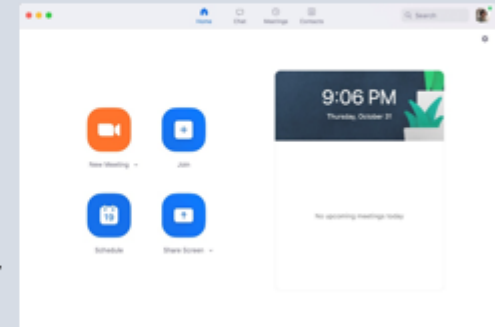 Home Chat Meetings Contacts
Search
9:06 PM
Thursday, October 31
New Meeting
Join
19
Schedule
Share Screen
No upcoming meetings today